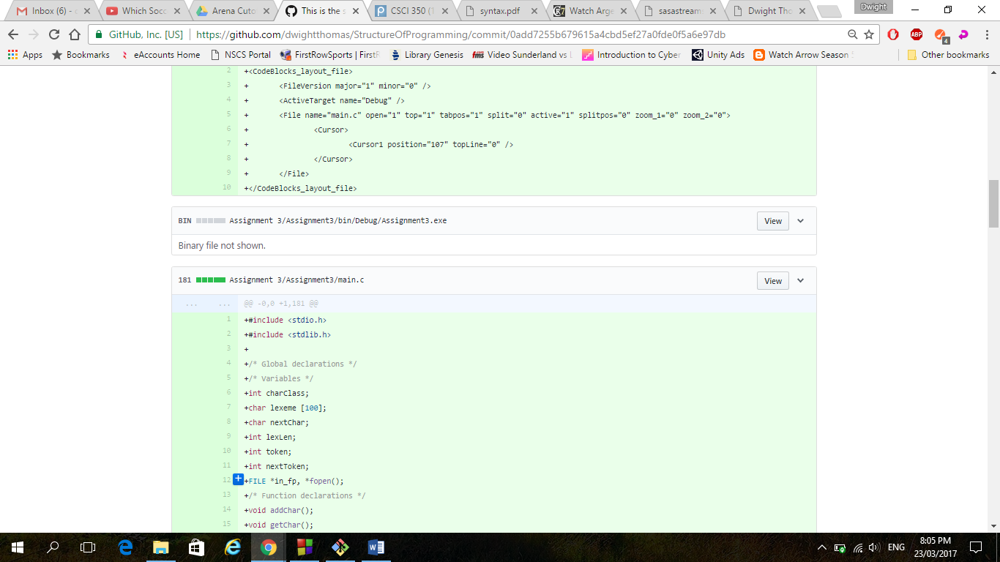 Inbox (6) - c
Which Socc
Arena Cuto
This is the s
CSCI 350 (1
syntax.pdf
Watch Arge
sasastream
Dwight Tho
Dwight
GitHub, Inc. [US]
https://github.com/dwightthomas/StructureOfProgramming/commit/0add7255b679615a4cbd5ef27a0fde0f5a6e97db
ABP
4
Apps
Bookmarks
eAccounts Home
NSCS Portal
FirstRowSports | FirstR
Library Genesis
Video Sunderland vs L
Introduction to Cyber
Unity Ads
Watch Arrow Season 5
Other bookmarks
2 +<CodeBlocks_layout_file>
3 + <FileVersion major="1" minor="0" />
4 + <ActiveTarget name="Debug" />
5 + <File name="main.c" open="1" top="1" tabpos="1" split="0" active="1" splitpos="0" zoom_1="0" zoom_2="0">
6 + <Cursor>
7 + <Cursor1 position="107" topLine="0" />
8 + </Cursor>
9 + </File>
10 +</CodeBlocks_layout_file>
BIN Assignment 3/Assignment3/bin/Debug/Assignment3.exe View
Binary file not shown.
181 Assignment 3/Assignment3/main.c View
... ... @@ -0,0 +1,181 @@
1 +#include <stdio.h>
2 +#include <stdlib.h>
3 +
4 +/* Global declarations */
5 +/* Variables */
6 +int charClass;
7 +char lexeme [100];
8 +char nextChar;
9 +int lexLen;
10 +int token;
11 +int nextToken;
12 +FILE *in_fp, *fopen();
13 +/* Function declarations */
14 +void addChar();
15 +void getChar();
ENG
8:05 PM
23/03/2017